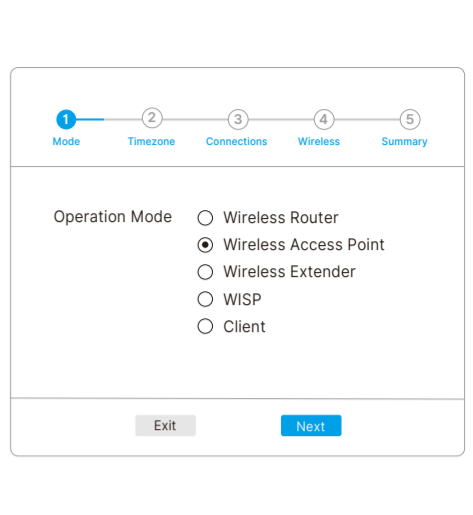 1 2 3 4 5
Mode Timezone Connections Wireless Summary
Operation Mode Wireless Router
Wireless Access Point
Wireless Extender
WISP
Client
Exit Next